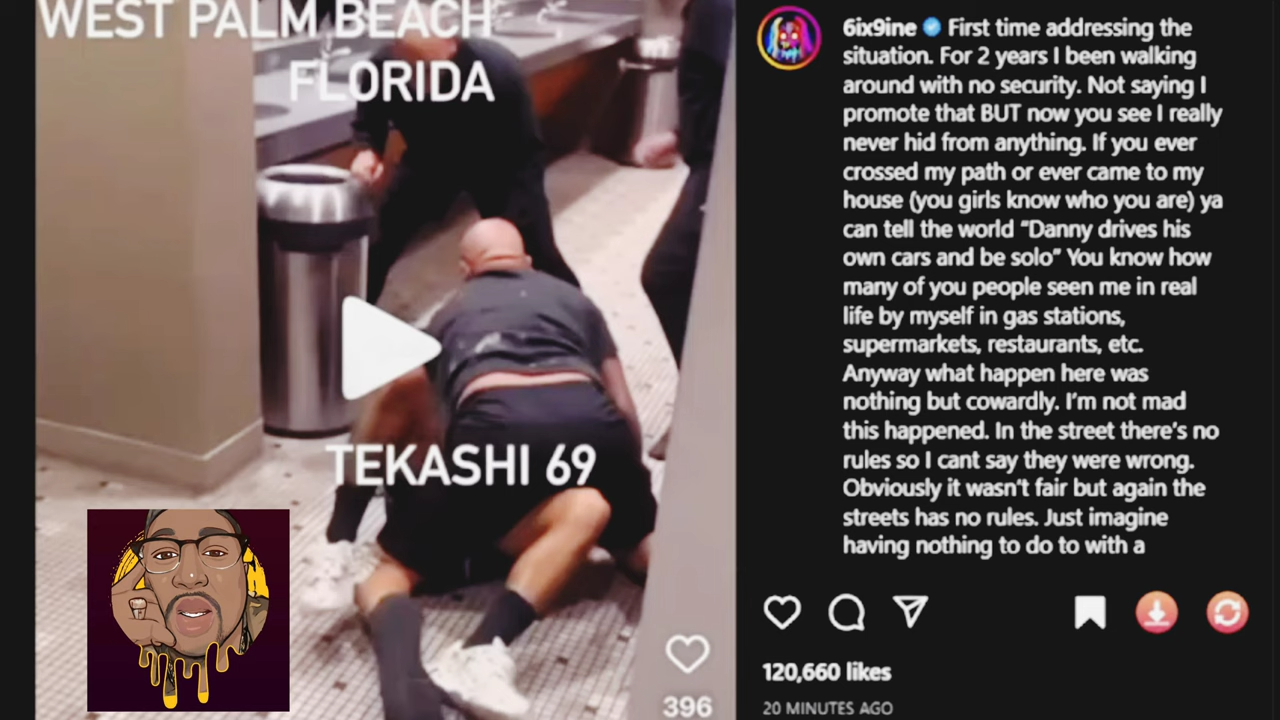 WEST PALM BEACH
FLORIDA
TEKASHI 69
396
6ix9ine First time addressing the
situation. For 2 years I been walking
around with no security. Not saying I
promote that BUT now you see I really
never hid from anything. If you ever
crossed my path or ever came to my
house (you girls know who you are) ya
can tell the world “Danny drives his
own cars and be solo” You know how
many of you people seen me in real
life by myself in gas stations,
supermarkets, restaurants, etc.
Anyway what happen here was
nothing but cowardly. I’m not mad
this happened. In the street there’s no
rules so I cant say they were wrong.
Obviously it wasn’t fair but again the
streets has no rules. Just imagine
having nothing to do to with a
120,660 likes
20 MINUTES AGO